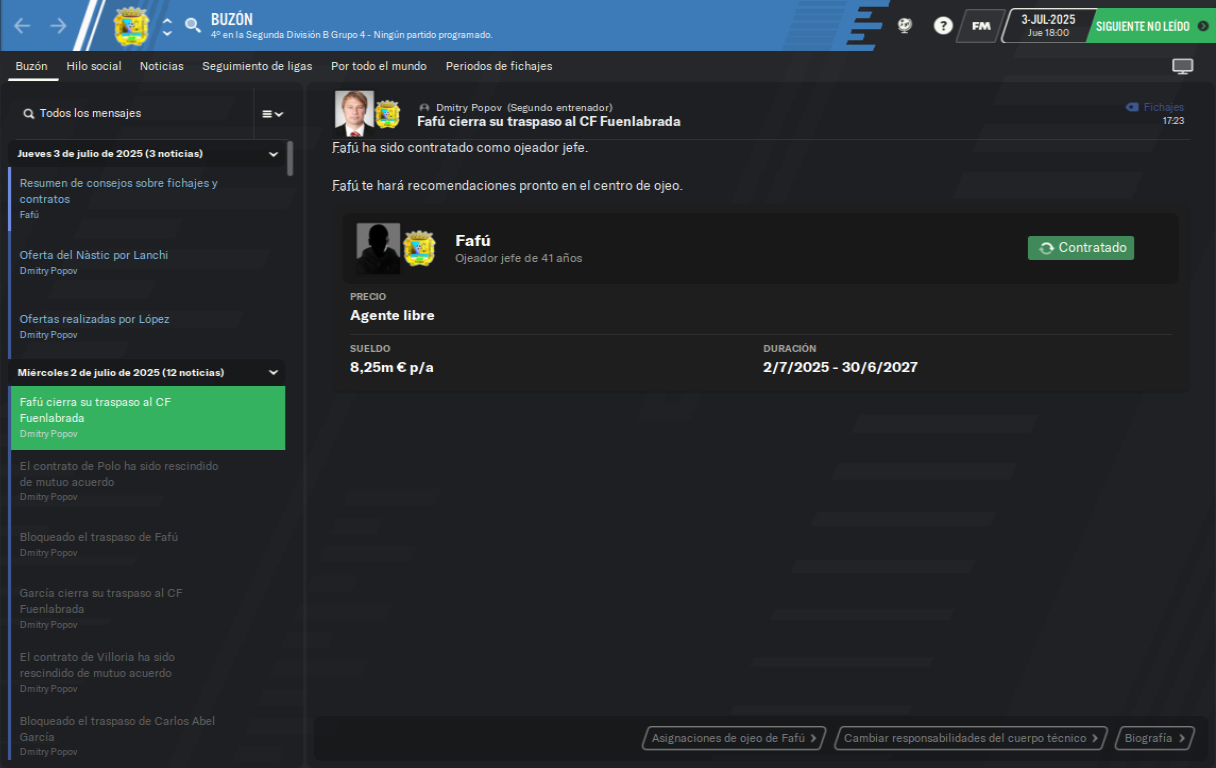 BUZÓN
4º en la Segunda División B Grupo 4 - Ningún partido programado.
?
FM
3-JUL-2025
Jue 18:00
SIGUIENTE NO LEÍDO
Buzón
Hilo social
Noticias
Seguimiento de ligas
Por todo el mundo
Periodos de fichajes
Todos los mensajes
Jueves 3 de julio de 2025 (3 noticias)
Resumen de consejos sobre fichajes y
contratos
Fafú
Oferta del Nàstic por Lanchi
Dmitry Popov
Ofertas realizadas por López
Dmitry Popov
Miércoles 2 de julio de 2025 (12 noticias)
Fafú cierra su traspaso al CF
Fuenlabrada
Dmitry Popov
El contrato de Polo ha sido rescindido
de mutuo acuerdo
Dmitry Popov
Bloqueado el traspaso de Fafú
Dmitry Popov
García cierra su traspaso al CF
Fuenlabrada
Dmitry Popov
El contrato de Villoria ha sido
rescindido de mutuo acuerdo
Dmitry Popov
Bloqueado el traspaso de Carlos Abel
García
Dmitry Popov
Dmitry Popov (Segundo entrenador)
Fafú cierra su traspaso al CF Fuenlabrada
Fichajes
17:23
Fafú ha sido contratado como ojeador jefe.
Fafú te hará recomendaciones pronto en el centro de ojeo.
Fafú
Ojeador jefe de 41 años
Contratado
PRECIO
Agente libre
SUELDO
8,25m € p/a
DURACIÓN
2/7/2025 - 30/6/2027
Asignaciones de ojeo de Fafú
Cambiar responsabilidades del cuerpo técnico
Biografía